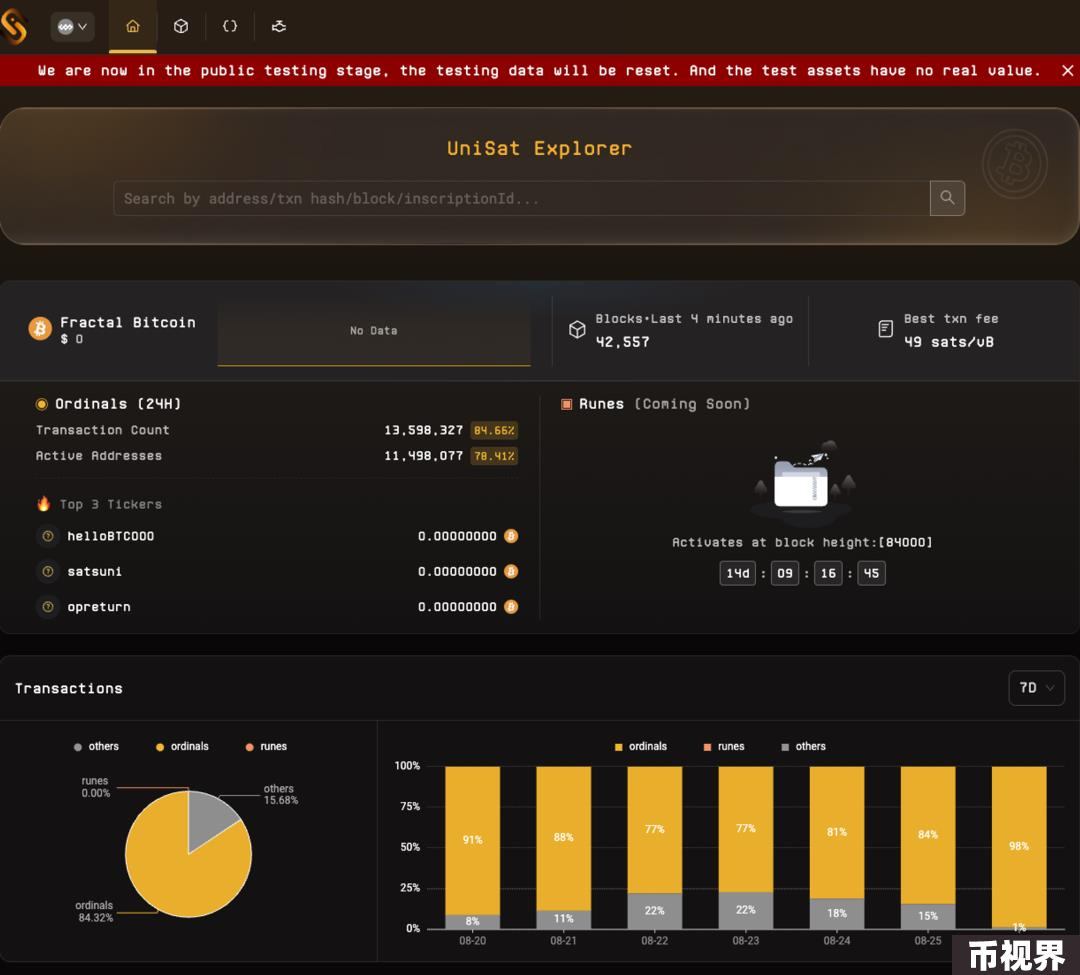 We are now in the public testing stage, the testing data will be reset. And the test assets have no real value.
UniSat Explorer
Search by address/txn hash/block/inscriptionId...
Fractal Bitcoin
$ 0
No Data
Blocks•Last 4 minutes ago
42,557
Best txn fee
49 sats/vB
Ordinals (24H)
Transaction Count 13,598,327 84.66%
Active Addresses 11,498,077 78.41%
Top 3 Tickers
helloBTCOOO 0.00000000
satsuni 0.00000000
opreturn 0.00000000
Runes (Coming Soon)
Activates at block height:[84000]
14d : 09 : 16 : 45
Transactions
7D
others ordinals runes
runes
0.00%
others
15.68%
ordinals
84.32%
ordinals runes others
100%
75%
50%
25%
0%
91% 88% 77% 77% 81% 84% 98%
8% 11% 22% 22% 18% 15% 1%
08-20 08-21 08-22 08-23 08-24 08-25
币视界